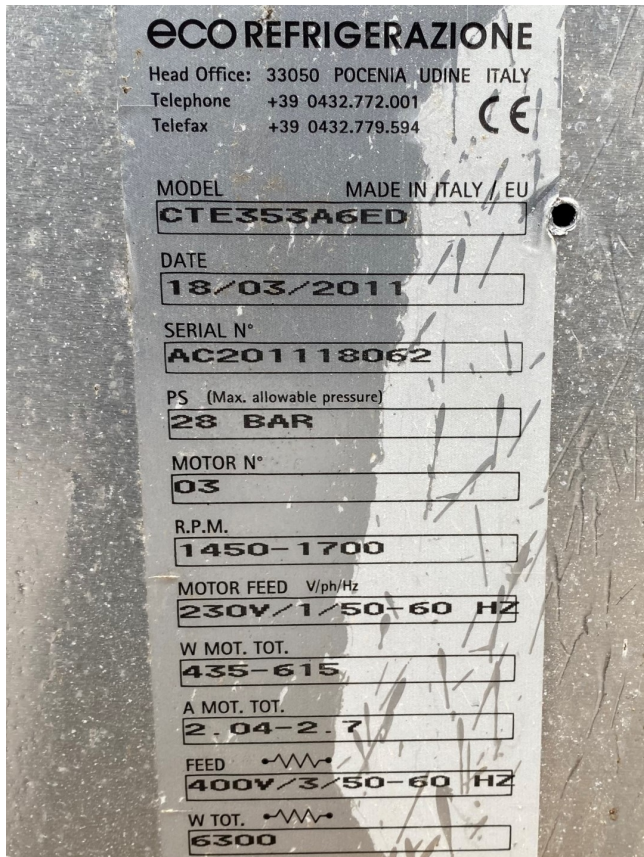 eco REFRIGERAZIONE
Head Office: 33050 POCENIA UDINE ITALY
Telephone +39 0432.772.001
Telefax +39 0432.779.594
CE
MODEL MADE IN ITALY / EU
CTE353A6ED
DATE
18/03/2011
SERIAL N°
AC201118062
PS (Max. allowable pressure)
28 BAR
MOTOR N°
03
R.P.M.
1450-1700
MOTOR FEED V/ph/Hz
230V/1/50-60 HZ
W MOT. TOT.
435-615
A MOT. TOT.
2.04-2.7
FEED
400V/3/50-60 HZ
W TOT.
6300